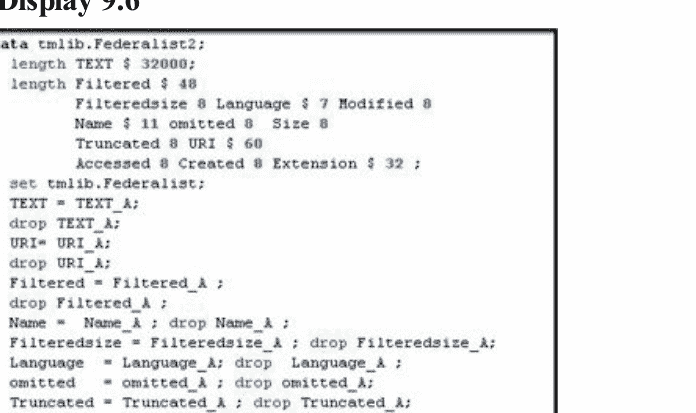 Display 9.6
ata tmlib.Federalist2;
length TEXT $ 32000;
length Filtered $ 48
Filteredsize 8 Language $ 7 Modified 8
Name $ 11 omitted 8 Size 8
Truncated 8 URI $ 60
Accessed 8 Created 8 Extension $ 32 ;
set tmlib.Federalist;
TEXT = TEXT_A;
drop TEXT_A;
URI= URI_A;
drop URI_A;
Filtered = Filtered_A ;
drop Filtered_A ;
Name = Name_A ; drop Name_A ;
Filteredsize = Filteredsize_A ; drop Filteredsize_A;
Language = Language_A; drop Language_A ;
omitted = omitted_A ; drop omitted_A;
Truncated = Truncated_A ; drop Truncated_A;